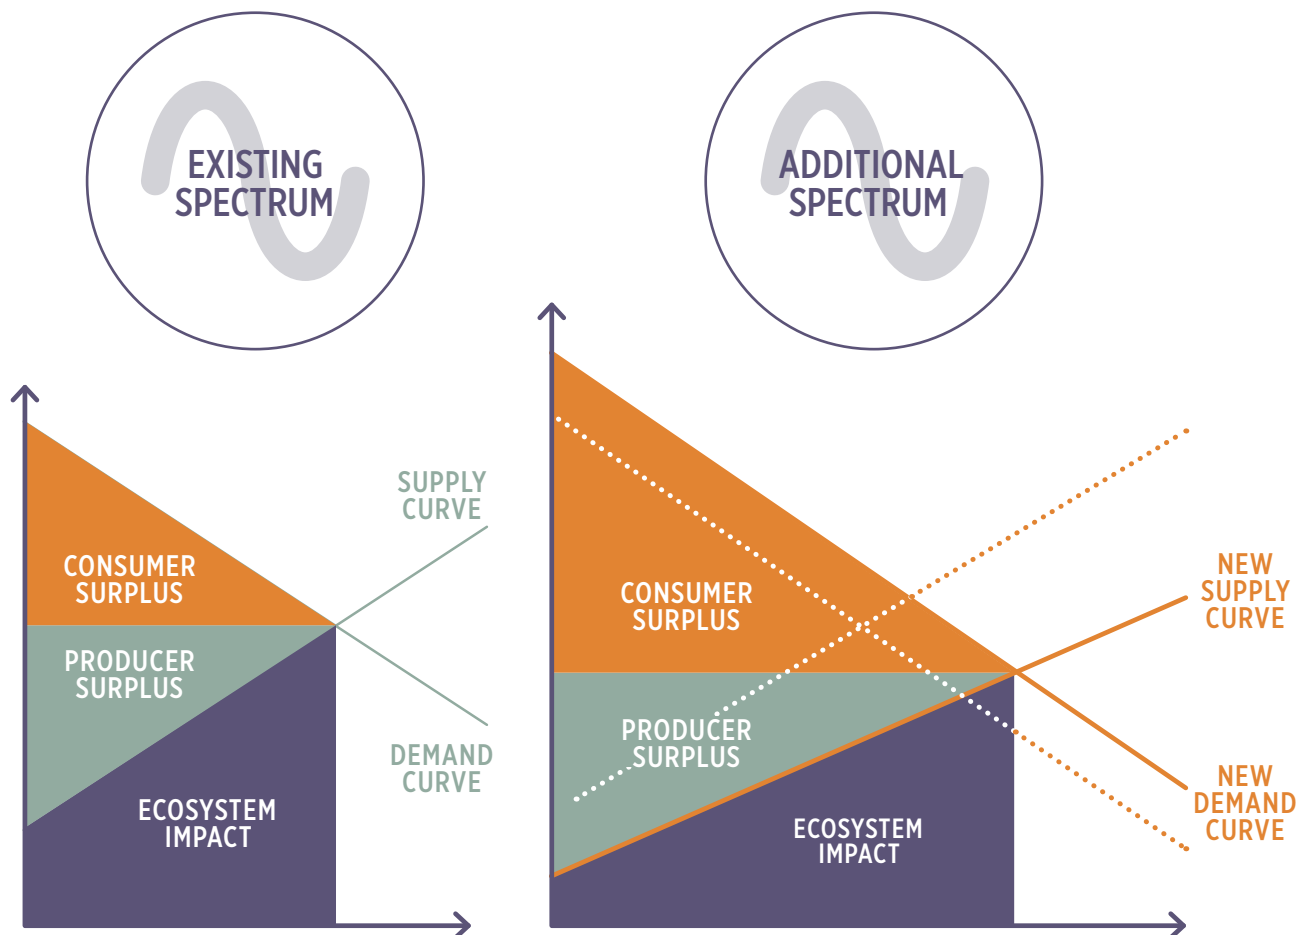 EXISTING
SPECTRUM
ADDITIONAL
SPECTRUM
SUPPLY
CURVE
CONSUMER
SURPLUS
PRODUCER
SURPLUS
DEMAND
CURVE
ECOSYSTEM
IMPACT
NEW
SUPPLY
CURVE
CONSUMER
SURPLUS
PRODUCER
SURPLUS
NEW
DEMAND
CURVE
ECOSYSTEM
IMPACT